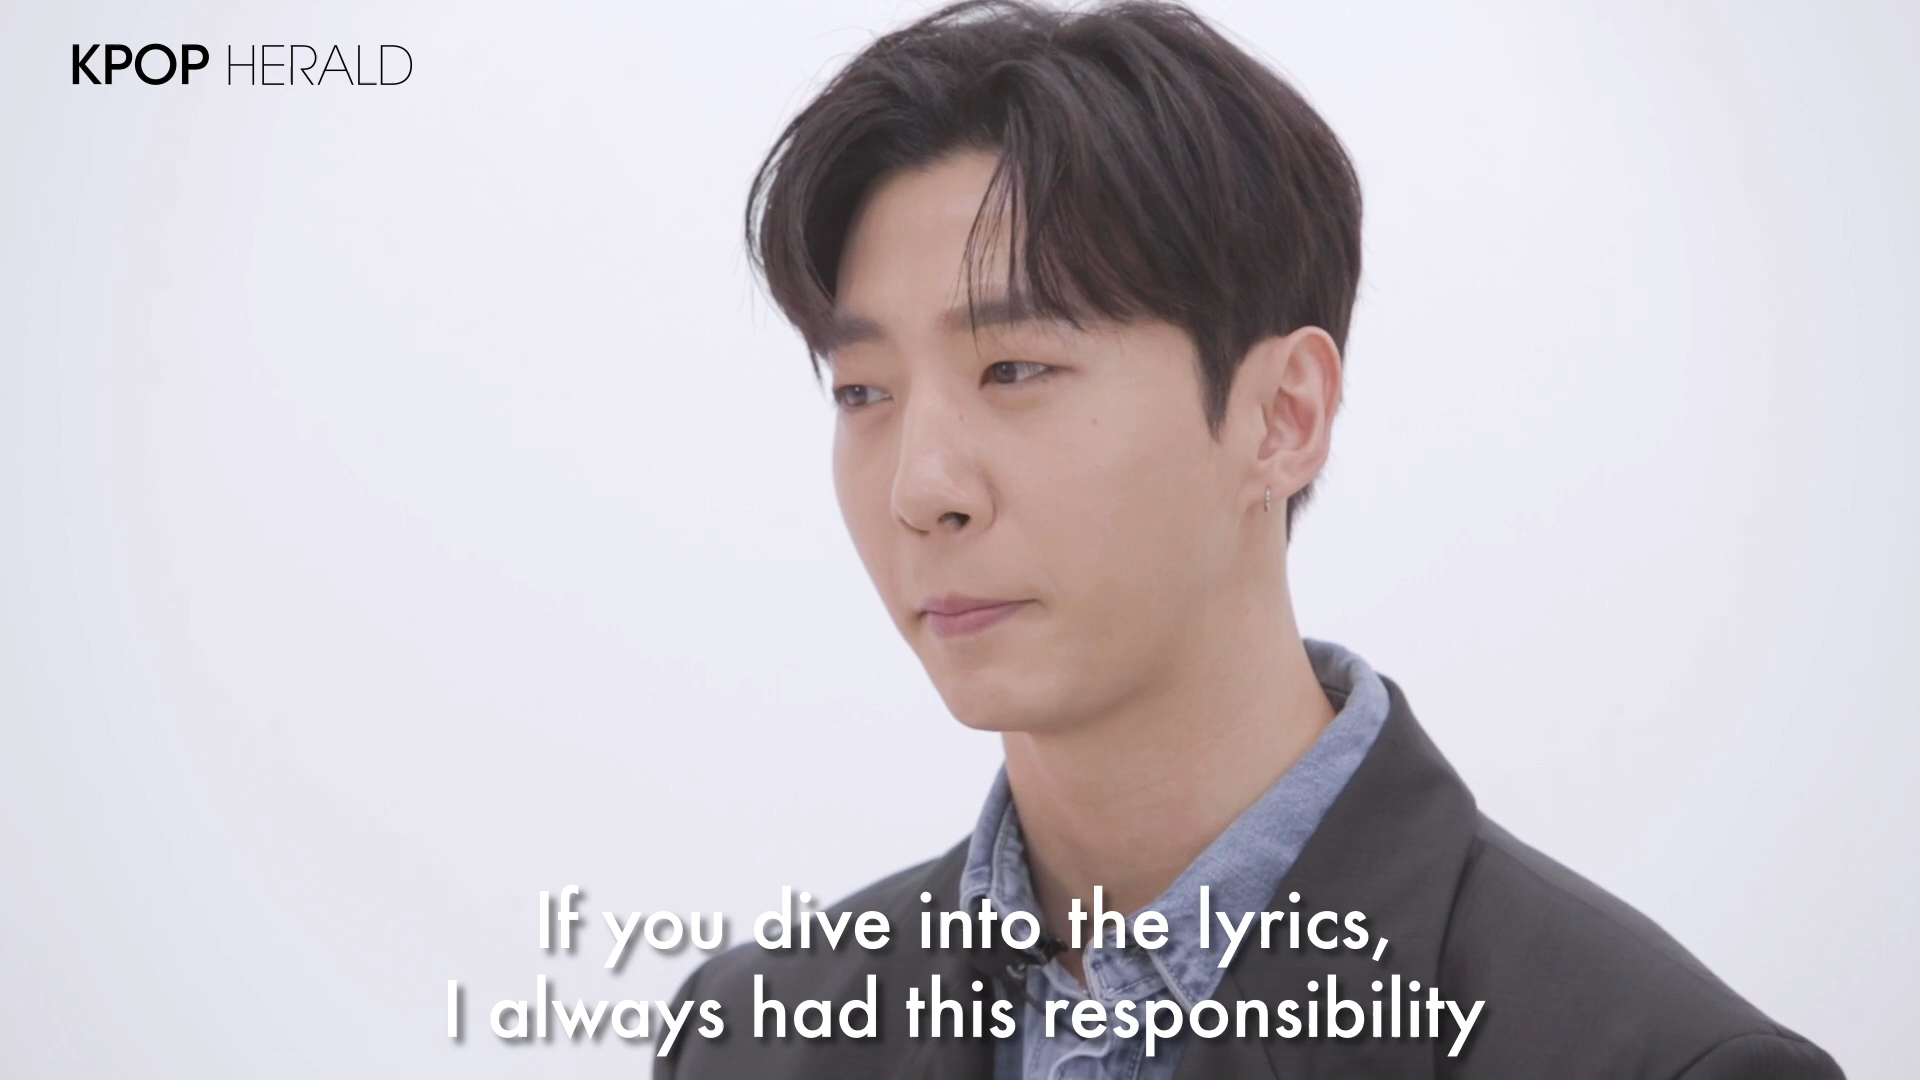 KPOP HERALD
If you dive into the lyrics,
I always had this responsibility